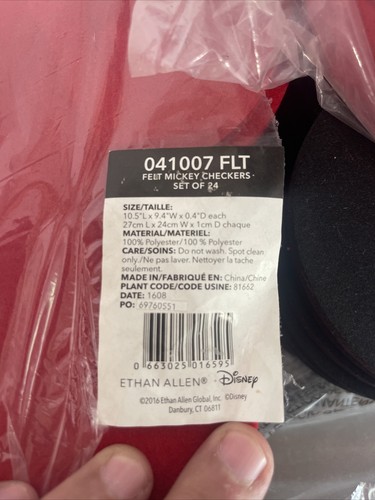 041007 FLT
FELT MICKEY CHECKERS -
SET OF 24
SIZE/TAILLE:
10.5"L x 9.4"W x 0.4"D each
27cm L x 24cm W x 1cm D chaque
MATERIAL/MATERIEL:
100% Polyester/100 % Polyester
CARE/SOINS: Do not wash. Spot clean
only./Ne pas laver. Nettoyer la tache
seulement.
MADE IN/FABRIQUÉ EN: China/Chine
PLANT CODE/CODE USINE: 81662
DATE: 1608
PO: 69760551
0 663025 016595
ETHAN ALLEN® Disney
©2016 Ethan Allen Global, Inc. ©Disney
Danbury, CT 06811